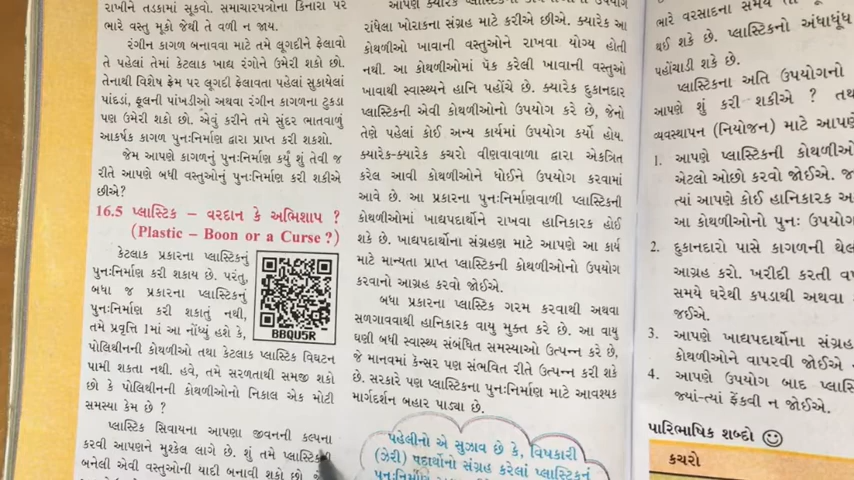 રાખીને તડકામાં સૂકવો. સમાચારપત્રોના કિનારા પર
ભારે વસ્તુ મૂકો જેથી તે વળી ન જાય.
રંગીન કાગળ બનાવવા માટે તમે લૂગદીને ફેલાવો
તે પહેલાં તેમાં કેટલાક ખાદ્ય રંગોને ઉમેરી શકો છો.
તેનાથી વિશેષ ફ્રેમ પર લૂગદી ફેલાવતા પહેલાં સુકાયેલાં
પાંદડાં, ફૂલની પાંખડીઓ અથવા રંગીન કાગળના ટુકડા
પણ ઉમેરી શકો છો. એવું કરીને તમે સુંદર ભાતવાળું
આકર્ષક કાગળ પુનઃનિર્માણ દ્વારા પ્રાપ્ત કરી શકશો.
જેમ આપણે કાગળનું પુનઃનિર્માણ કર્યું શું તેવી જ
રીતે આપણે બધી વસ્તુઓનું પુનઃનિર્માણ કરી શકીએ
છીએ?
16.5 પ્લાસ્ટિક – વરદાન કે અભિશાપ ?
(Plastic – Boon or a Curse ?)
કેટલાક પ્રકારના પ્લાસ્ટિકનું
પુનઃનિર્માણ કરી શકાય છે. પરંતુ,
બધા જ પ્રકારના પ્લાસ્ટિકનું
પુનઃનિર્માણ કરી શકાતું નથી,
તમે પ્રવૃત્તિ 1માં આ નોંધ્યું હશે કે,
BBQU5R
પોલિથીનની કોથળીઓ તથા કેટલાક પ્લાસ્ટિક વિઘટન
પામી શકતા નથી. હવે, તમે સરળતાથી સમજી શકો
છો કે પોલિથીનની કોથળીઓનો નિકાલ એક મોટી
સમસ્યા કેમ છે ?
પ્લાસ્ટિક સિવાયના આપણા જીવનની કલ્પના
કરવી આપણને મુશ્કેલ લાગે છે. શું તમે
બનેલી એવી વસ્તુઓની યાદી બનાવી શકો છો.
આપણે ક્યારેક પ્લાસ્ટિકની કોથળીઓનો ઉપયોગ
રાંધેલા ખોરાકના સંગ્રહ માટે કરીએ છીએ. ક્યારેક આ
કોથળીઓ ખાવાની વસ્તુઓને રાખવા યોગ્ય હોતી
નથી. આ કોથળીઓમાં પૅક કરેલી ખાવાની વસ્તુઓ
ખાવાથી સ્વાસ્થ્યને હાનિ પહોંચે છે. ક્યારેક દુકાનદાર
પ્લાસ્ટિકની એવી કોથળીઓનો ઉપયોગ કરે છે, જેનો
તેણે પહેલાં કોઈ અન્ય કાર્યમાં ઉપયોગ કર્યો હોય.
ક્યારેક-ક્યારેક કચરો વીણવાવાળા દ્વારા એકત્રિત
કરેલ આવી કોથળીઓને ધોઈને ઉપયોગ કરવામાં
આવે છે. આ પ્રકારના પુનઃનિર્માણવાળી પ્લાસ્ટિકની
કોથળીઓમાં ખાદ્યપદાર્થોને રાખવા હાનિકારક હોઈ
શકે છે. ખાદ્યપદાર્થોના સંગ્રહણ માટે આપણે આ કાર્ય
માટે માન્યતા પ્રાપ્ત પ્લાસ્ટિકની કોથળીઓનો ઉપયોગ
કરવાનો આગ્રહ કરવો જોઈએ.
બધા પ્રકારના પ્લાસ્ટિક ગરમ કરવાથી અથવા
સળગાવવાથી હાનિકારક વાયુ મુક્ત કરે છે. આ વાયુ
ઘણી બધી સ્વાસ્થ્ય સંબંધિત સમસ્યાઓ ઉત્પન્ન કરે છે,
જે માનવમાં કેન્સર પણ સંભવિત રીતે ઉત્પન્ન કરી શકે
છે. સરકારે પણ પ્લાસ્ટિકના પુનઃનિર્માણ માટે આવશ્યક
માર્ગદર્શન બહાર પાડ્યા છે.
પહેલીનો એ સુઝાવ છે કે, વિષકારી
(ઝેરી) પદાર્થોનો સંગ્રહ કરેલાં પ્લાસ્ટિકનું
ભારે વરસાદના સમયે
થઈ શકે છે. પ્લાસ્ટિકનો અંધાધૂંધ
પહોંચાડી શકે છે.
પ્લાસ્ટિકના અતિ ઉપયોગનો
આપણે શું કરી શકીએ ?
વ્યવસ્થાપન (નિયોજન) માટે આપણે
1. આપણે પ્લાસ્ટિકની કોથળીઓ
એટલો ઓછો કરવો જોઈએ.
ત્યાં આપણે કોઈ હાનિકારક
આ કોથળીઓનો પુનઃ ઉપયોગ
2. દુકાનદારો પાસે કાગળની
આગ્રહ કરો. ખરીદી કરતી
સમયે ઘરેથી કપડાથી અથવા
જઈએ.
3. આપણે ખાદ્યપદાર્થોના
કોથળીઓને વાપરવી જોઈએ
4. આપણે ઉપયોગ બાદ
જ્યાં-ત્યાં ફેંકવી ન જોઈએ.
પારિભાષિક શબ્દો
કચરો